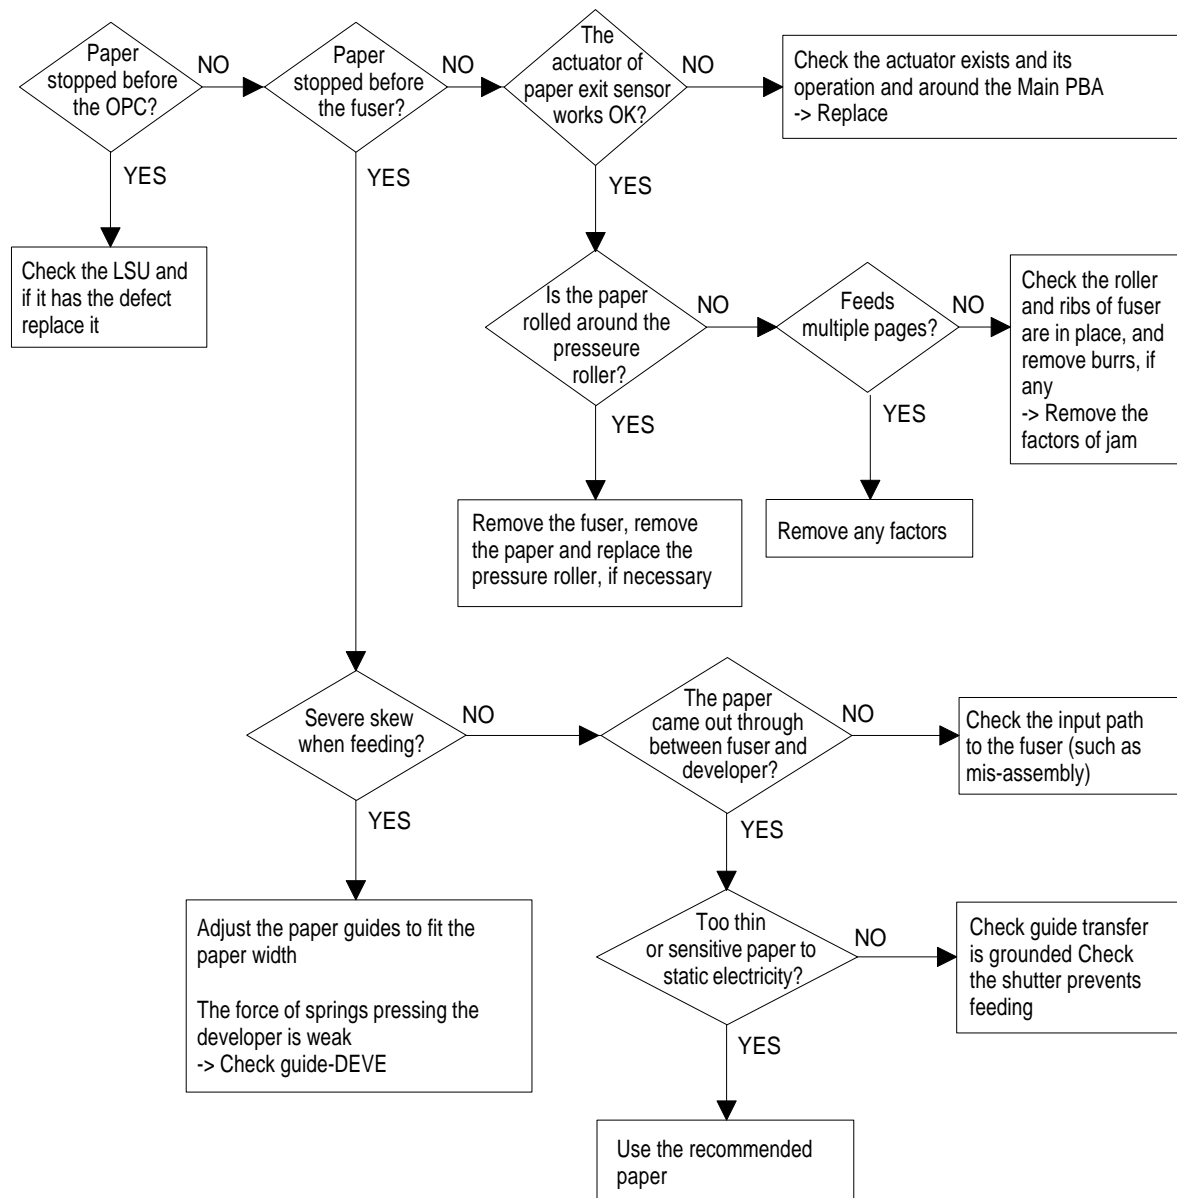 Paper
stopped before
the OPC?
NO
YES
Paper
stopped before
the fuser?
NO
YES
The
actuator of
paper exit sensor
works OK?
NO
YES
Check the actuator exists and its
operation and around the Main PBA
-> Replace
Check the LSU and
if it has the defect
replace it
Is the paper
rolled around the
presseure
roller?
NO
YES
Feeds
multiple pages?
NO
YES
Check the roller
and ribs of fuser
are in place, and
remove burrs, if
any
-> Remove the
factors of jam
Remove the fuser, remove
the paper and replace the
pressure roller, if necessary
Remove any factors
Severe skew
when feeding?
NO
YES
The paper
came out through
between fuser and
developer?
NO
YES
Check the input path
to the fuser (such as
mis-assembly)
Adjust the paper guides to fit the
paper width
The force of springs pressing the
developer is weak
-> Check guide-DEVE
Too thin
or sensitive paper to
static electricity?
NO
YES
Check guide transfer
is grounded Check
the shutter prevents
feeding
Use the recommended
paper